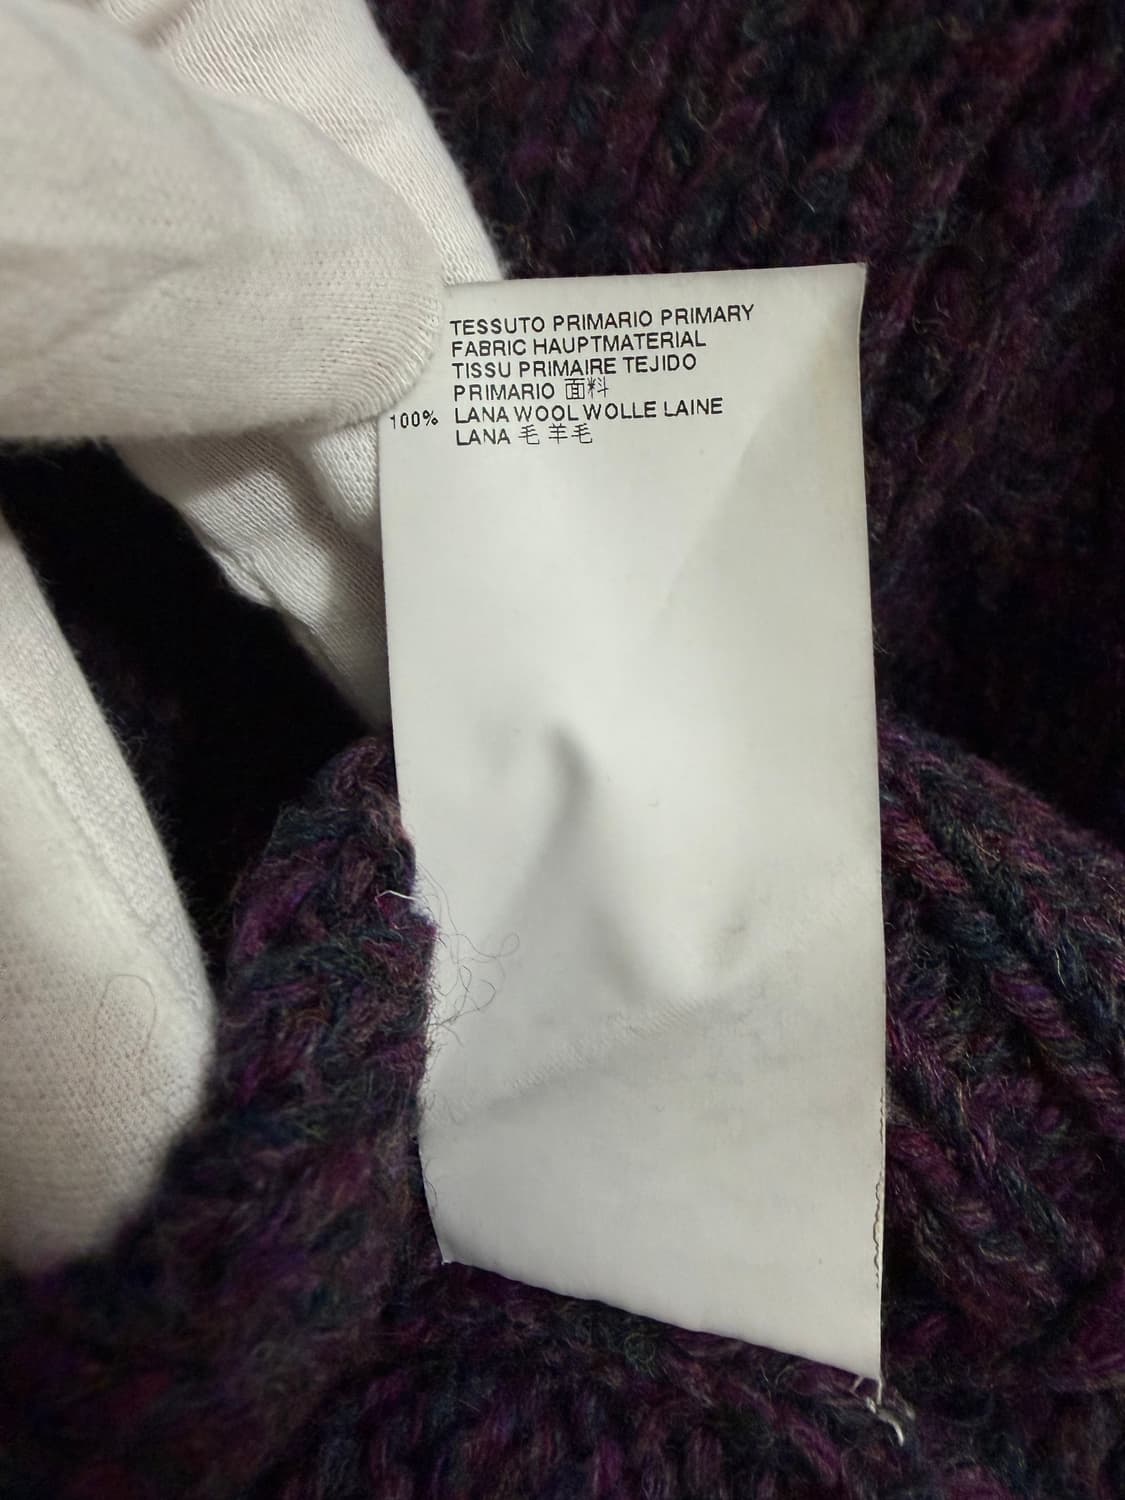 TESSUTO PRIMARIO PRIMARY
FABRIC HAUPTMATERIAL
TISSU PRIMAIRE TEJIDO
PRIMARIO 面料
100% LANA WOOL WOLLE LAINE
LANA 毛 羊毛